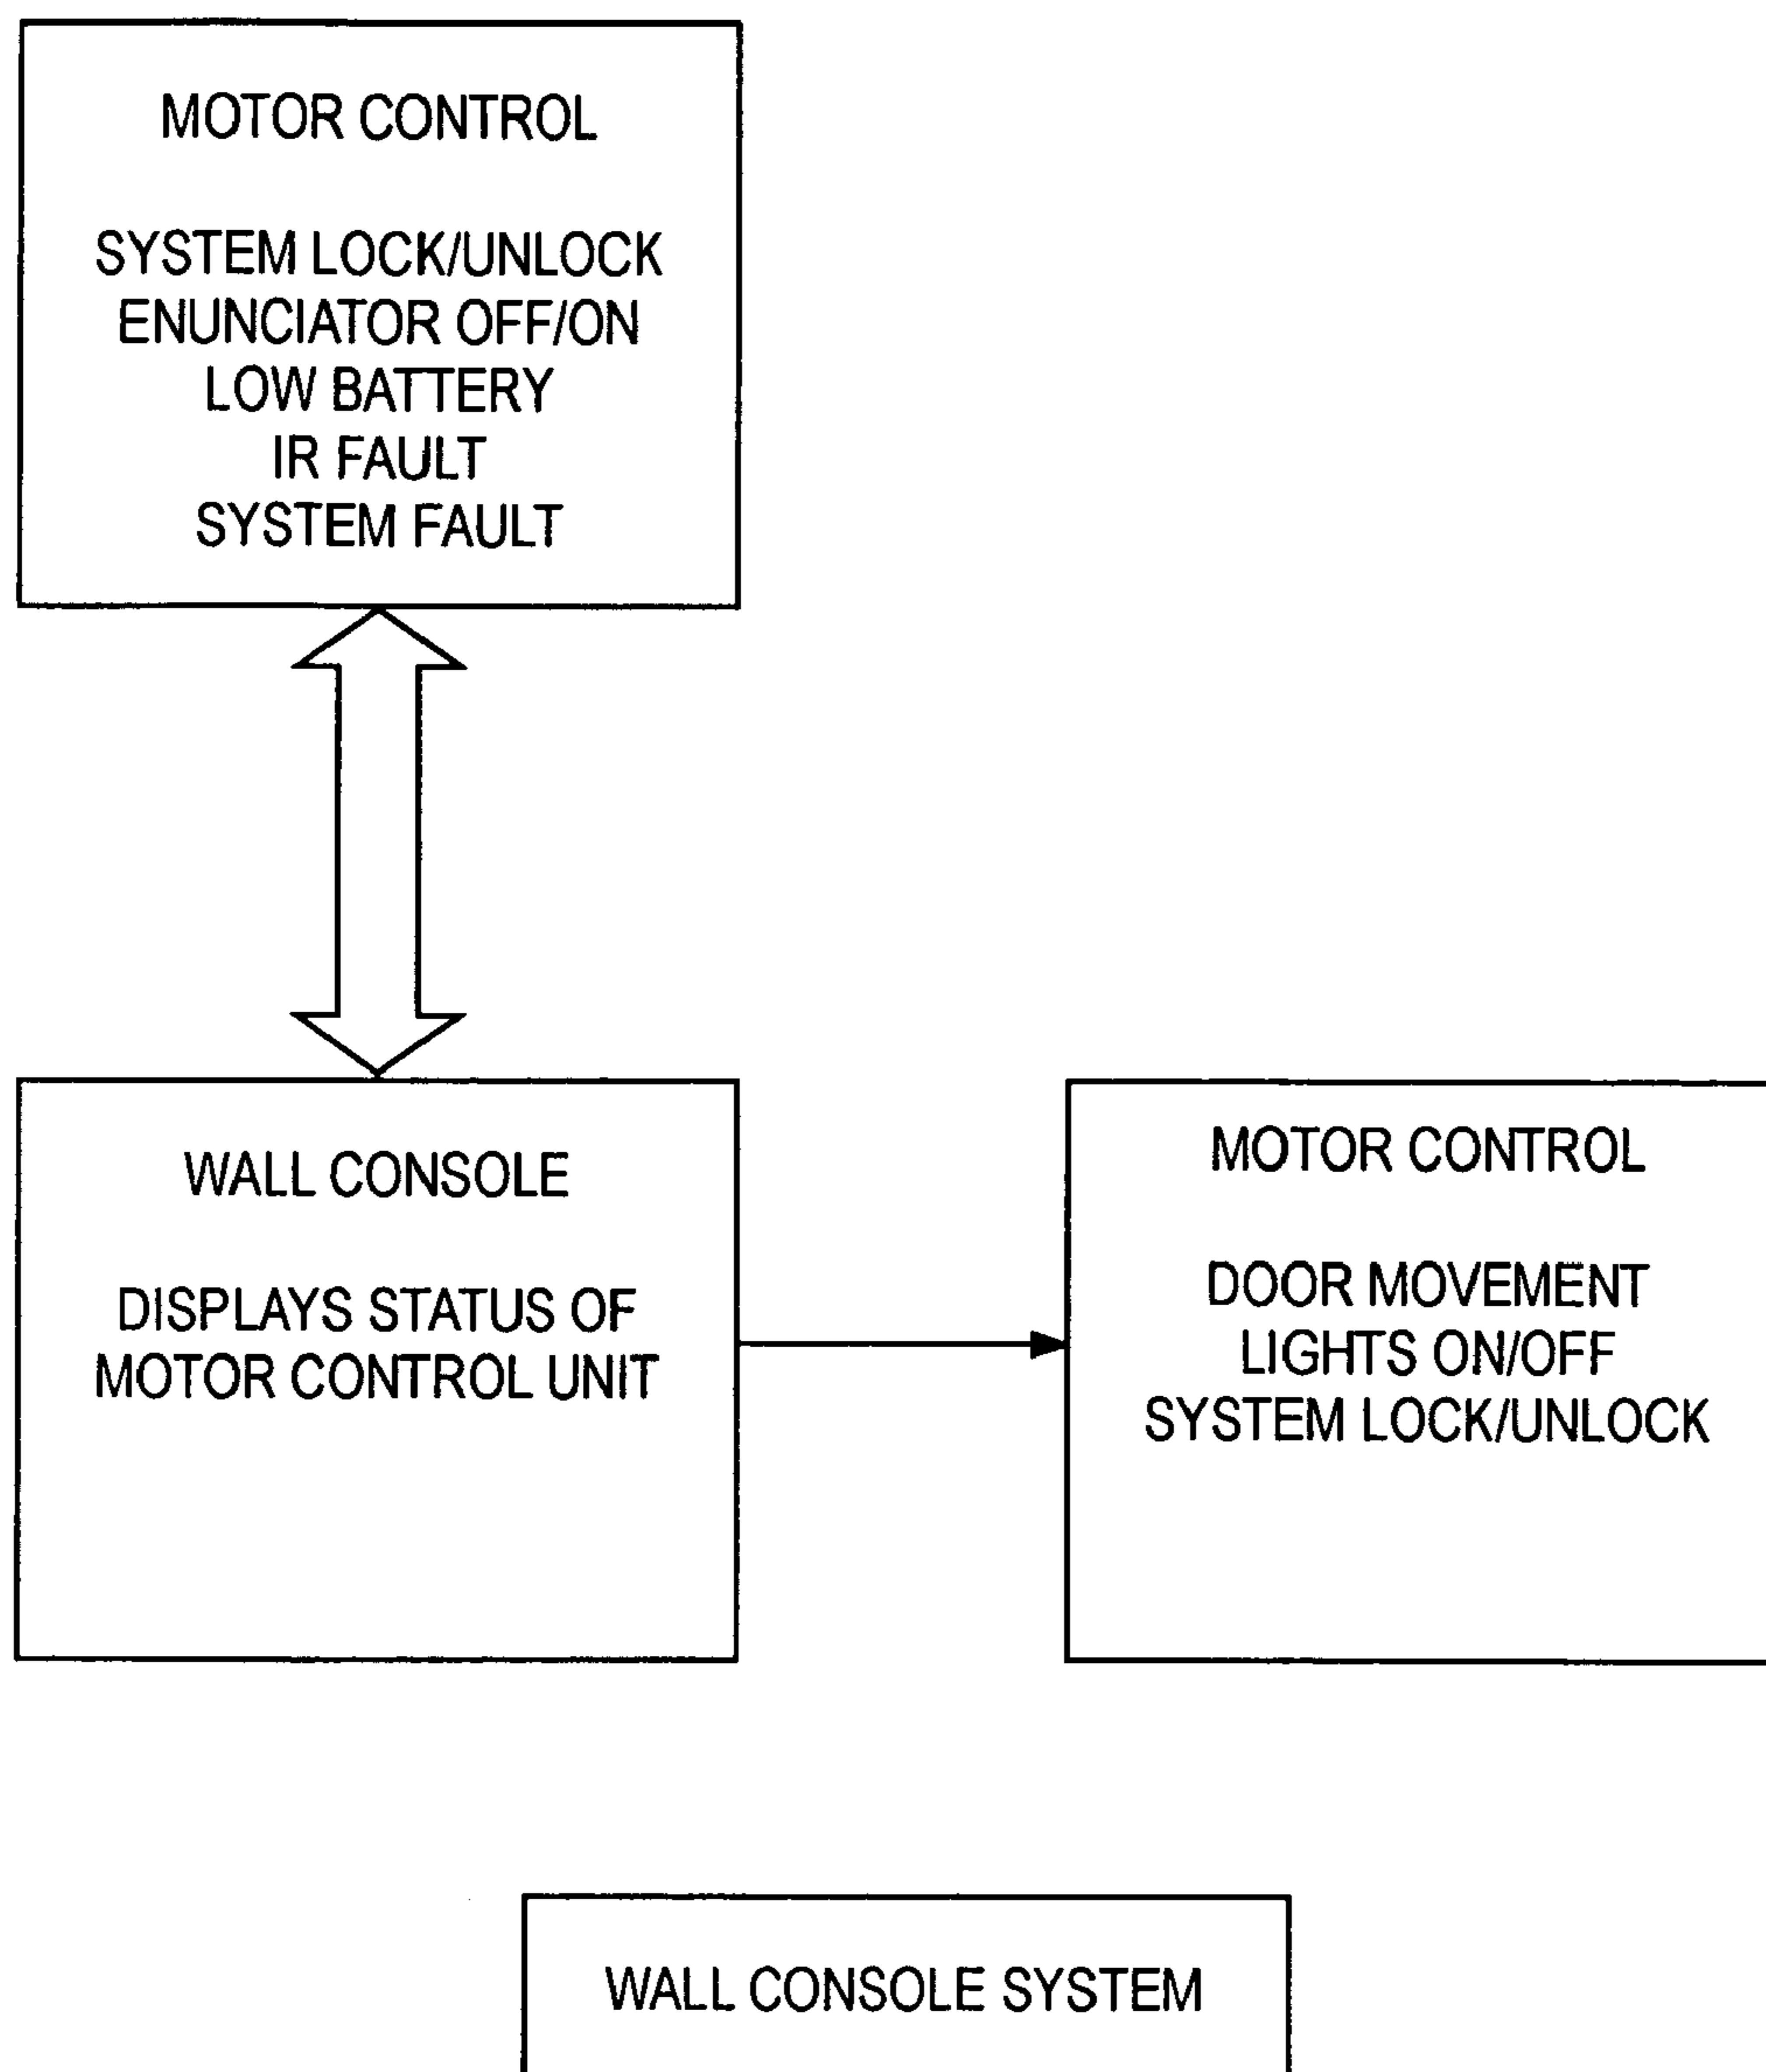 MOTOR CONTROL
SYSTEM LOCK/UNLOCK
ENUNCIATOR OFF/ON
LOW BATTERY
IR FAULT
SYSTEM FAULT
WALL CONSOLE
DISPLAYS STATUS OF
MOTOR CONTROL UNIT
MOTOR CONTROL
DOOR MOVEMENT
LIGHTS ON/OFF
SYSTEM LOCK/UNLOCK
WALL CONSOLE SYSTEM